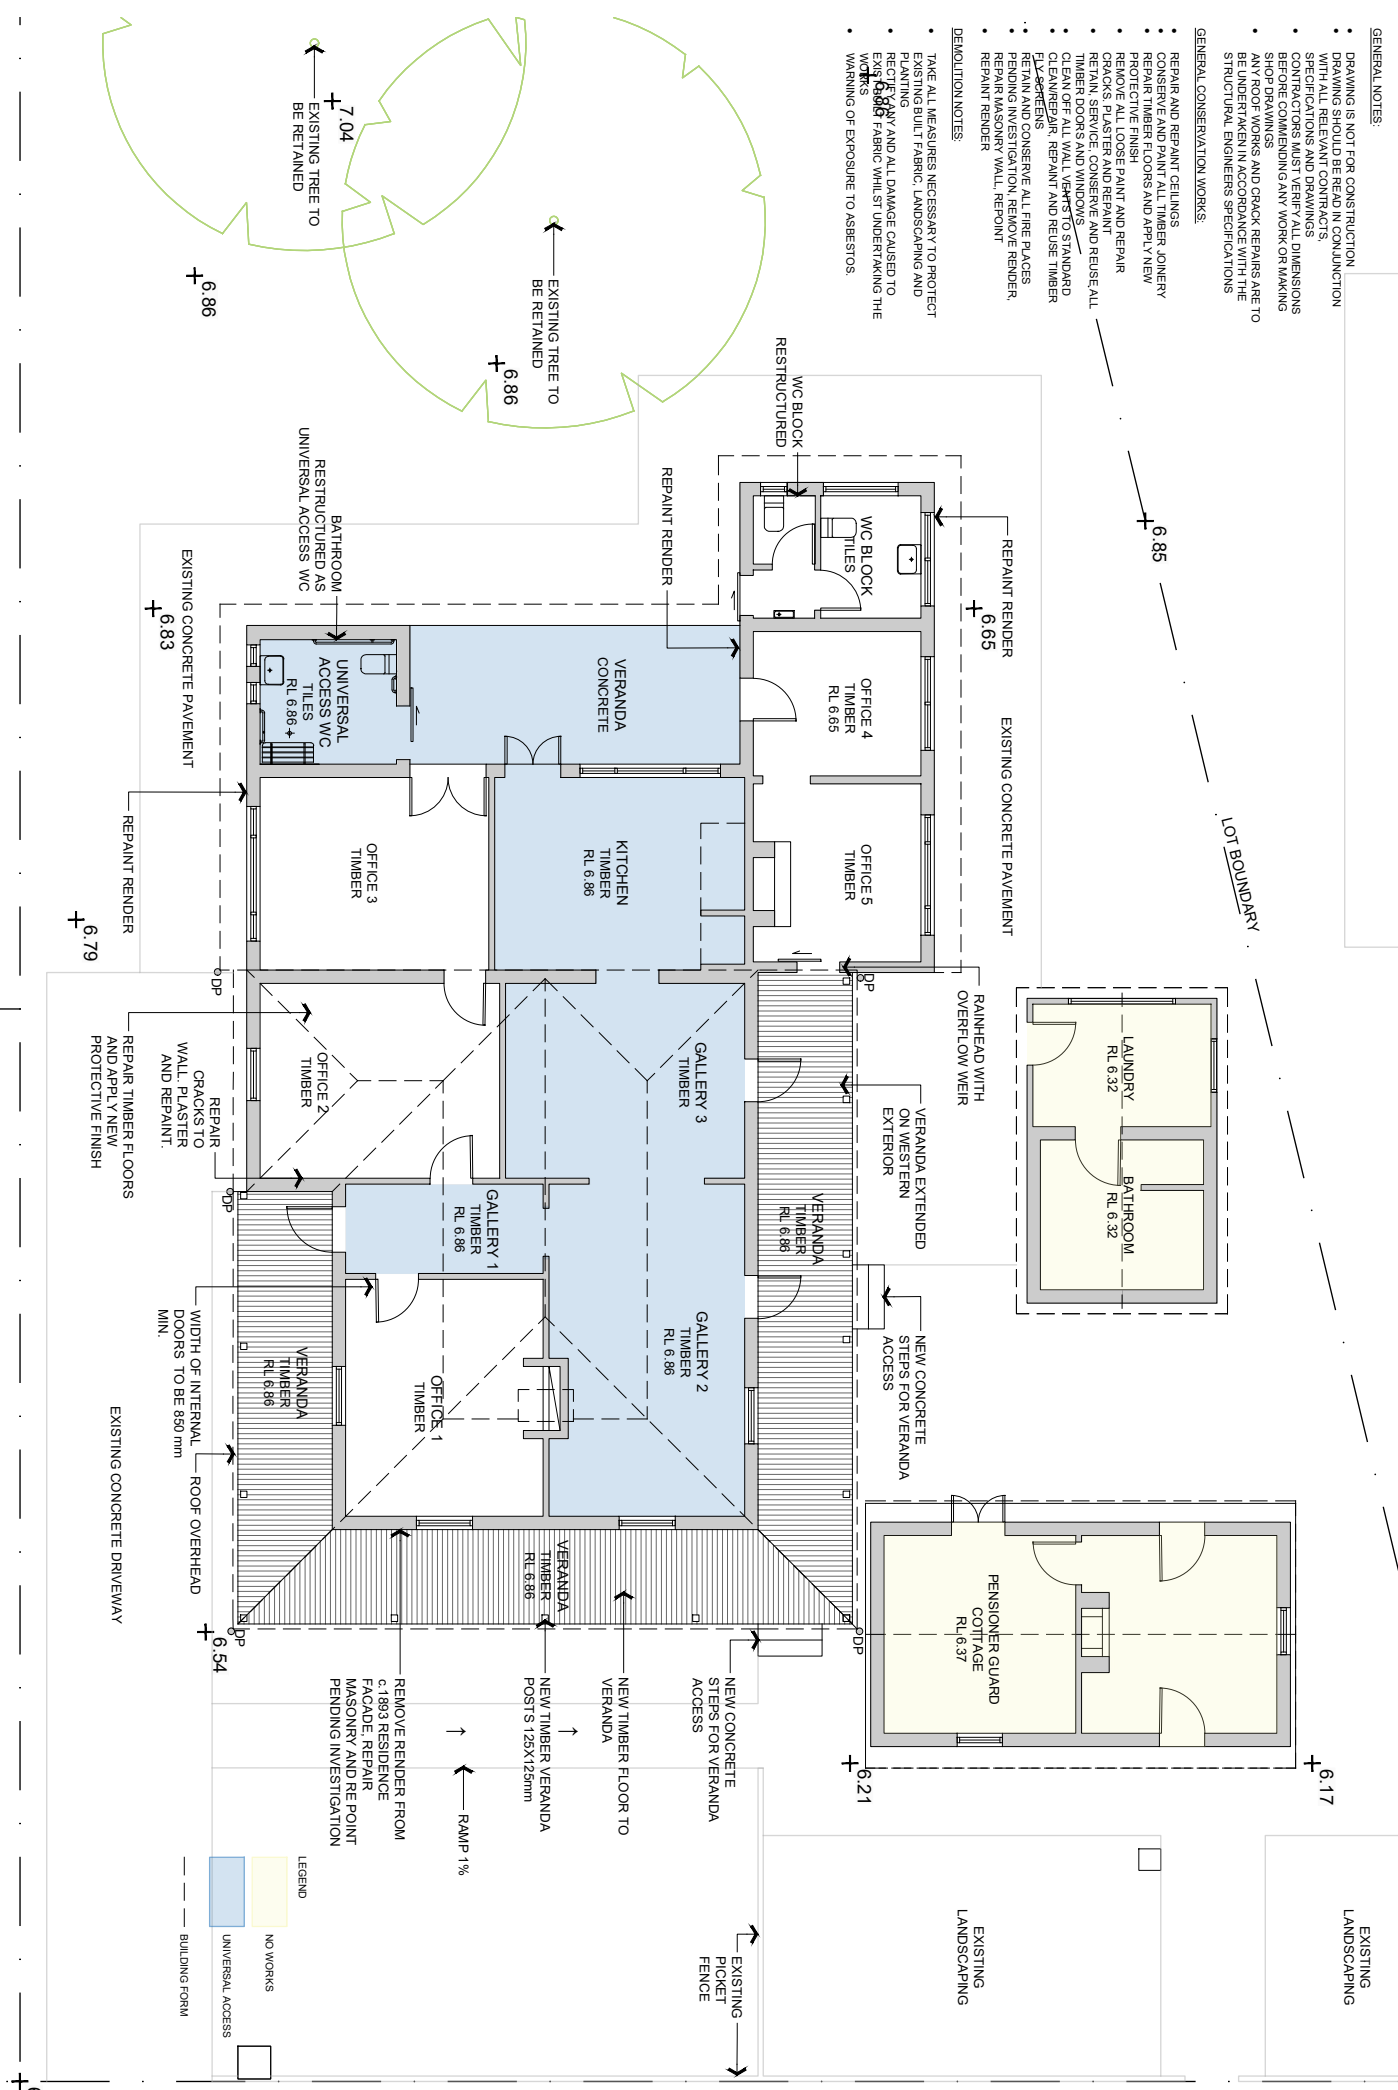 GENERAL NOTES:
• DRAWING IS NOT FOR CONSTRUCTION
• DRAWING SHOULD BE READ IN CONJUNCTION
WITH ALL RELEVANT CONTRACTS,
SPECIFICATIONS AND DRAWINGS
• CONTRACTORS MUST VERIFY ALL DIMENSIONS
BEFORE COMMENDING ANY WORK OR MAKING
SHOP DRAWINGS
• ANY ROOF WORKS AND CRACK REPAIRS ARE TO
BE UNDERTAKEN IN ACCORDANCE WITH THE
STRUCTURAL ENGINEERS SPECIFICATIONS
GENERAL CONSERVATION WORKS:
• REPAIR AND REPAINT CEILINGS
• CONSERVE AND PAINT ALL TIMBER JOINERY
• REPAIR TIMBER FLOORS AND APPLY NEW
PROTECTIVE FINISH
• REMOVE ALL LOOSE PAINT AND REPAIR
CRACKS, PLASTER AND REPAINT
• RETAIN, SERVICE, CONSERVE AND REUSE ALL
TIMBER DOORS AND WINDOWS
• CLEAN OFF ALL WALL VENTS TO STANDARD
• CLEAN/REPAIR, REPAINT AND REUSE TIMBER
FLY SCREENS
• RETAIN AND CONSERVE ALL FIRE PLACES
• PENDING INVESTIGATION, REMOVE RENDER,
REPAIR MASONRY WALL, REPOINT
• REPAINT RENDER
DEMOLITION NOTES:
• TAKE ALL MEASURES NECESSARY TO PROTECT
EXISTING BUILT FABRIC, LANDSCAPING AND
PLANTING
• RECTIFY ANY AND ALL DAMAGE CAUSED TO
EXISTING FABRIC WHILST UNDERTAKING THE
WORKS
• WARNING OF EXPOSURE TO ASBESTOS.
7.04
EXISTING TREE TO
BE RETAINED
6.86
EXISTING TREE TO
BE RETAINED
6.86
6.85
LOT BOUNDARY
WC BLOCK
RESTRUCTURED
REPAINT RENDER
REPAINT RENDER
BATHROOM
RESTRUCTURED AS
UNIVERSAL ACCESS WC
EXISTING CONCRETE PAVEMENT
6.83
6.65
EXISTING CONCRETE PAVEMENT
WC BLOCK
TILES
OFFICE 4
TIMBER
RL 6.65
OFFICE 5
TIMBER
VERANDA
CONCRETE
UNIVERSAL
ACCESS WC
TILES
RL 6.86
KITCHEN
TIMBER
RL 6.86
OFFICE 3
TIMBER
REPAINT RENDER
6.79
DP
DP
RAINHEAD WITH
OVERFLOW WEIR
LAUNDRY
RL 6.32
BATHROOM
RL 6.32
GALLERY 3
TIMBER
OFFICE 2
TIMBER
VERANDA EXTENDED
ON WESTERN
EXTERIOR
REPAIR
CRACKS TO
WALL. PLASTER
AND REPAINT.
REPAIR TIMBER FLOORS
AND APPLY NEW
PROTECTIVE FINISH
DP
VERANDA
TIMBER
RL 6.86
GALLERY 1
TIMBER
RL 6.86
GALLERY 2
TIMBER
RL 6.86
NEW CONCRETE
STEPS FOR VERANDA
ACCESS
VERANDA
TIMBER
RL 6.86
OFFICE 1
TIMBER
WIDTH OF INTERNAL
DOORS TO BE 850 mm
MIN.
ROOF OVERHEAD
EXISTING CONCRETE DRIVEWAY
VERANDA
TIMBER
RL 6.86
PENSIONER GUARD
COTTAGE
RL 6.37
DP
DP
6.54
6.21
6.17
NEW CONCRETE
STEPS FOR VERANDA
ACCESS
NEW TIMBER FLOOR TO
VERANDA
NEW TIMBER VERANDA
POSTS 125X125mm
REMOVE RENDER FROM
c.1893 RESIDENCE
FACADE, REPAIR
MASONRY AND RE POINT
PENDING INVESTIGATION
RAMP 1%
EXISTING
PICKET
FENCE
EXISTING
LANDSCAPING
EXISTING
LANDSCAPING
LEGEND
NO WORKS
UNIVERSAL ACCESS
BUILDING FORM